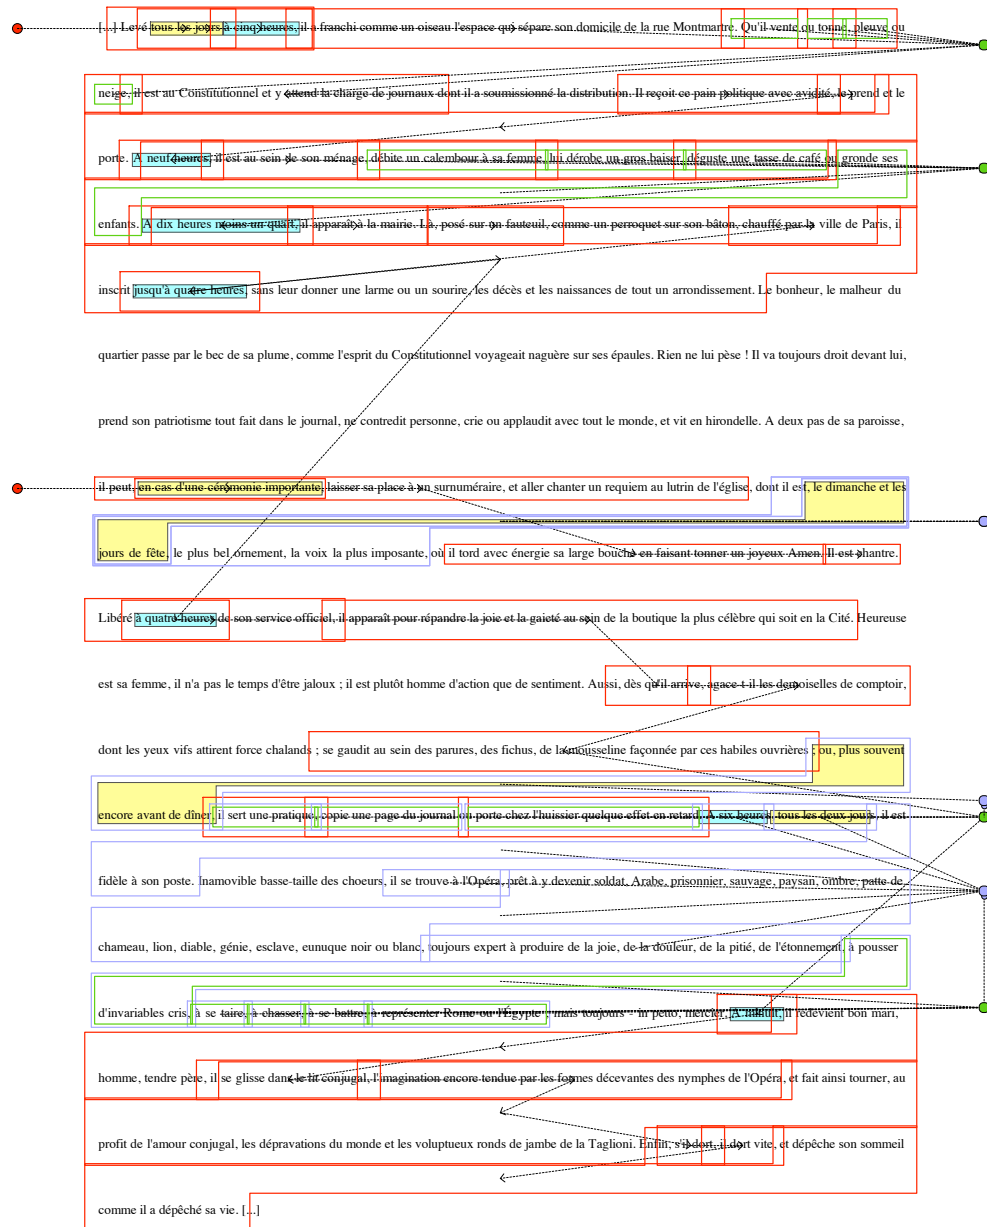 [...] Levé tous les jours à cinq heures, il a franchi comme un oiseau l'espace qui sépare son domicile de la rue Montmartre. Qu'il vente ou tonne, pleuve ou
neige, il est au Constitutionnel et y attend la charge de journaux dont il a soumissionné la distribution. Il reçoit ce pain politique avec avidité, le prend et le
porte. A neuf heures, il est au sein de son ménage, débite un calembour à sa femme, lui dérobe un gros baiser, déguste une tasse de café ou gronde ses
enfants. A dix heures moins un quart, il apparaît à la mairie. Là, posé sur un fauteuil, comme un perroquet sur son bâton, chauffé par la ville de Paris, il
inscrit jusqu'à quatre heures, sans leur donner une larme ou un sourire, les décès et les naissances de tout un arrondissement. Le bonheur, le malheur du
quartier passe par le bec de sa plume, comme l'esprit du Constitutionnel voyageait naguère sur ses épaules. Rien ne lui pèse ! Il va toujours droit devant lui,
prend son patriotisme tout fait dans le journal, ne contredit personne, crie ou applaudit avec tout le monde, et vit en hirondelle. A deux pas de sa paroisse,
il peut, en cas d'une cérémonie importante, laisser sa place à un surnuméraire, et aller chanter un requiem au lutrin de l'église, dont il est, le dimanche et les
jours de fête, le plus bel ornement, la voix la plus imposante, où il tord avec énergie sa large bouche en faisant tonner un joyeux Amen. Il est chantre.
Libéré à quatre heures de son service officiel, il apparaît pour répandre la joie et la gaieté au sein de la boutique la plus célèbre qui soit en la Cité. Heureuse
est sa femme, il n'a pas le temps d'être jaloux ; il est plutôt homme d'action que de sentiment. Aussi, dès qu'il arrive, agace-t-il les demoiselles de comptoir,
dont les yeux vifs attirent force chalands ; se gaudit au sein des parures, des fichus, de la mousseline façonnée par ces habiles ouvrières ; ou, plus souvent
encore avant de dîner, il sert une pratique, copie une page du journal ou porte chez l'huissier quelque effet en retard. A six heures, tous les deux jours, il est
fidèle à son poste. Inamovible basse-taille des choeurs, il se trouve à l'Opéra, prêt à y devenir soldat, Arabe, prisonnier, sauvage, paysan, ombre, patte de
chameau, lion, diable, génie, esclave, eunuque noir ou blanc, toujours expert à produire de la joie, de la douleur, de la pitié, de l'étonnement, à pousser
d'invariables cris, à se taire, à chasser, à se battre, à représenter Rome ou l'Egypte ; mais toujours - in petto, mercier. A minuit, il redevient bon mari,
homme, tendre père, il se glisse dans le lit conjugal, l'imagination encore tendue par les formes décevantes des nymphes de l'Opéra, et fait ainsi tourner, au
profit de l'amour conjugal, les dépravations du monde et les voluptueux ronds de jambe de la Taglioni. Enfin, s'il dort, il dort vite, et dépêche son sommeil
comme il a dépêché sa vie. [...]